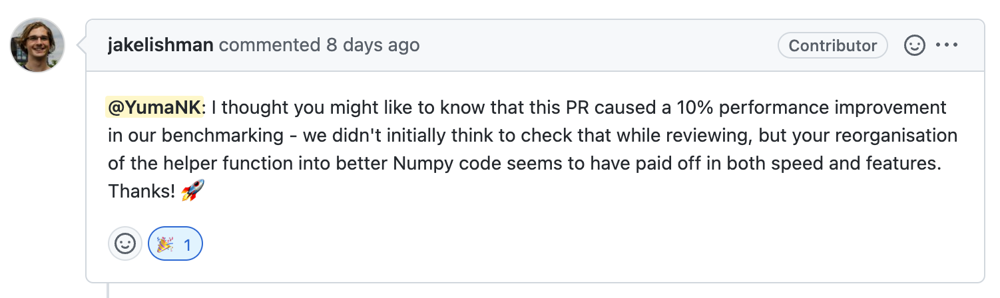 jakelishman commented 8 days ago
Contributor
@YumaNK: I thought you might like to know that this PR caused a 10% performance improvement
in our benchmarking - we didn't initially think to check that while reviewing, but your reorganisation
of the helper function into better Numpy code seems to have paid off in both speed and features.
Thanks! 🚀
🎉 1